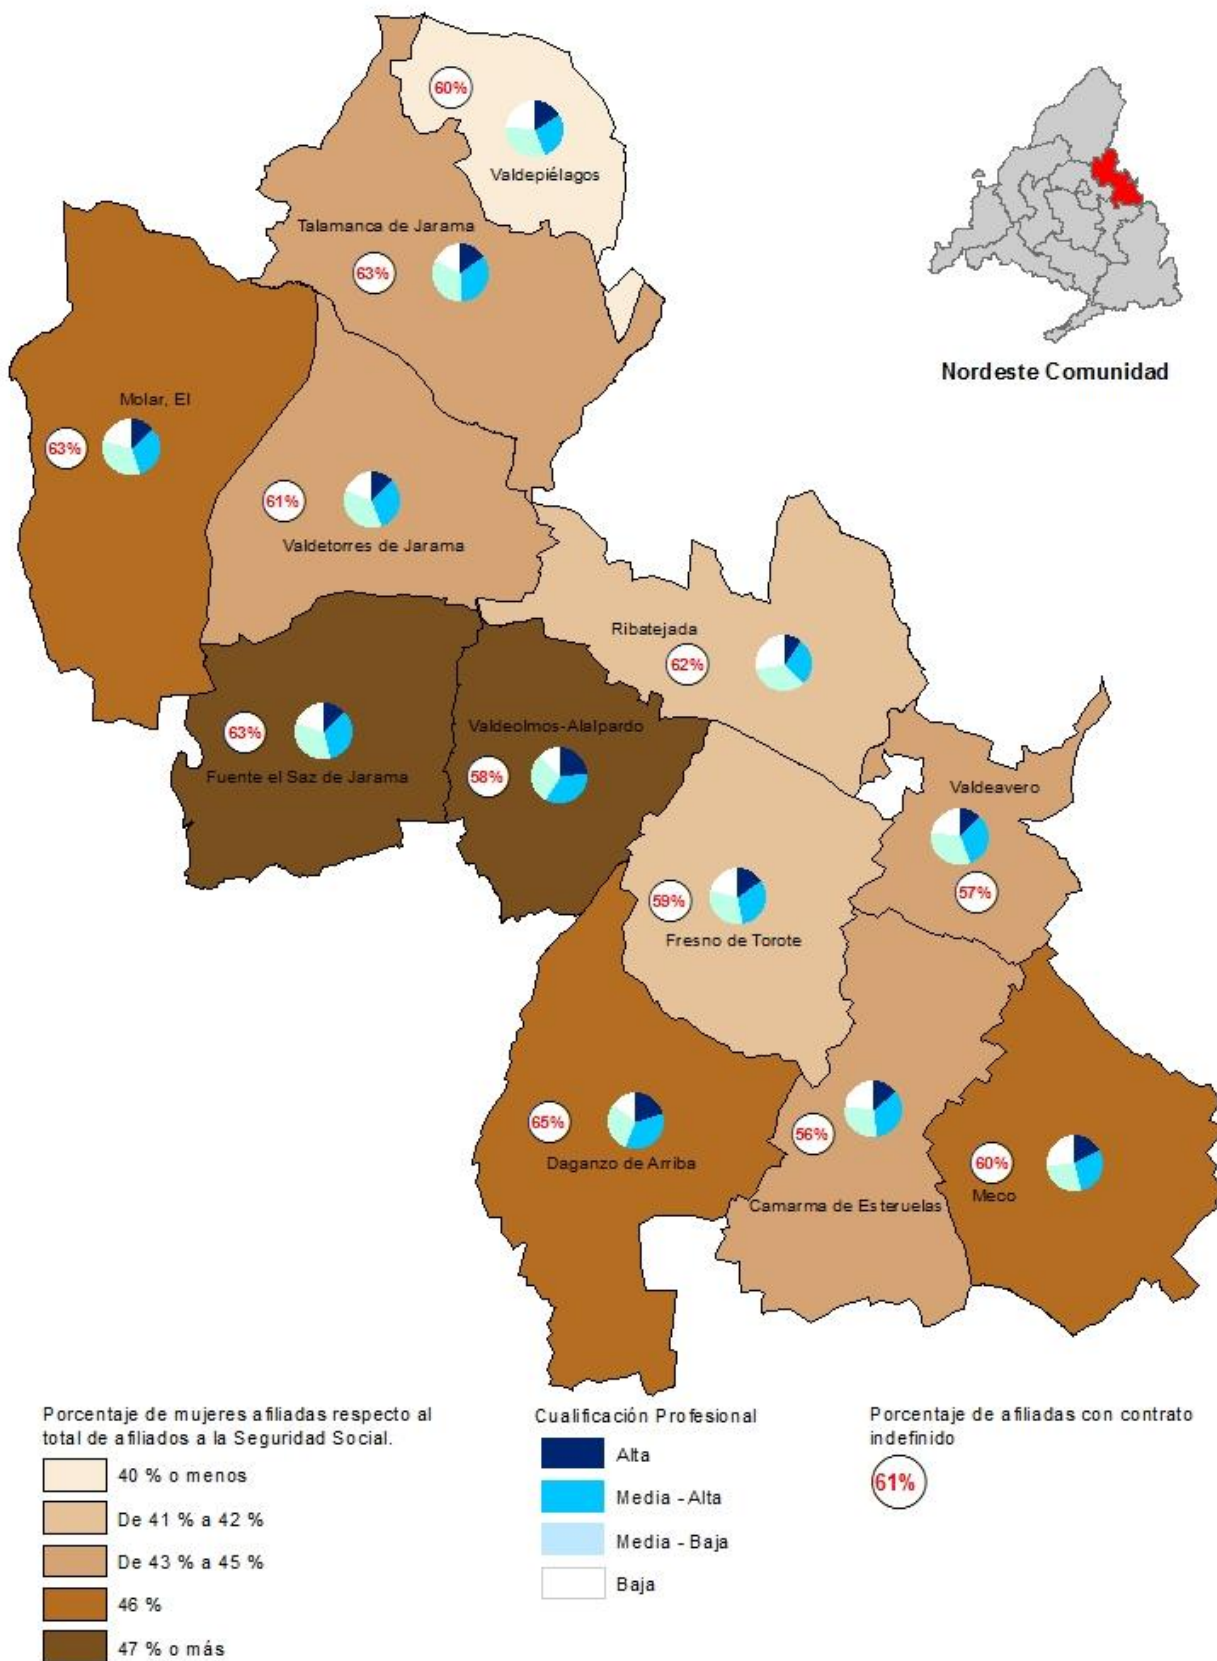 60%
Valdepiélagos
Talamanca de Jarama
63%
Nordeste Comunidad
Molar, El
63%
61%
Valdetorres de Jarama
Ribatejada
62%
63%
Fuente el Saz de Jarama
Valdeolmos-Alalpardo
58%
Valdeavero
57%
59%
Fresno de Torote
65%
Daganzo de Arriba
56%
Camarma de Esteruelas
60%
Meco
Porcentaje de mujeres afiliadas respecto al
total de afiliados a la Seguridad Social.
40 % o menos
De 41 % a 42 %
De 43 % a 45 %
46 %
47 % o más
Cualificación Profesional
Alta
Media - Alta
Media - Baja
Baja
Porcentaje de afiliadas con contrato
indefinido
61%